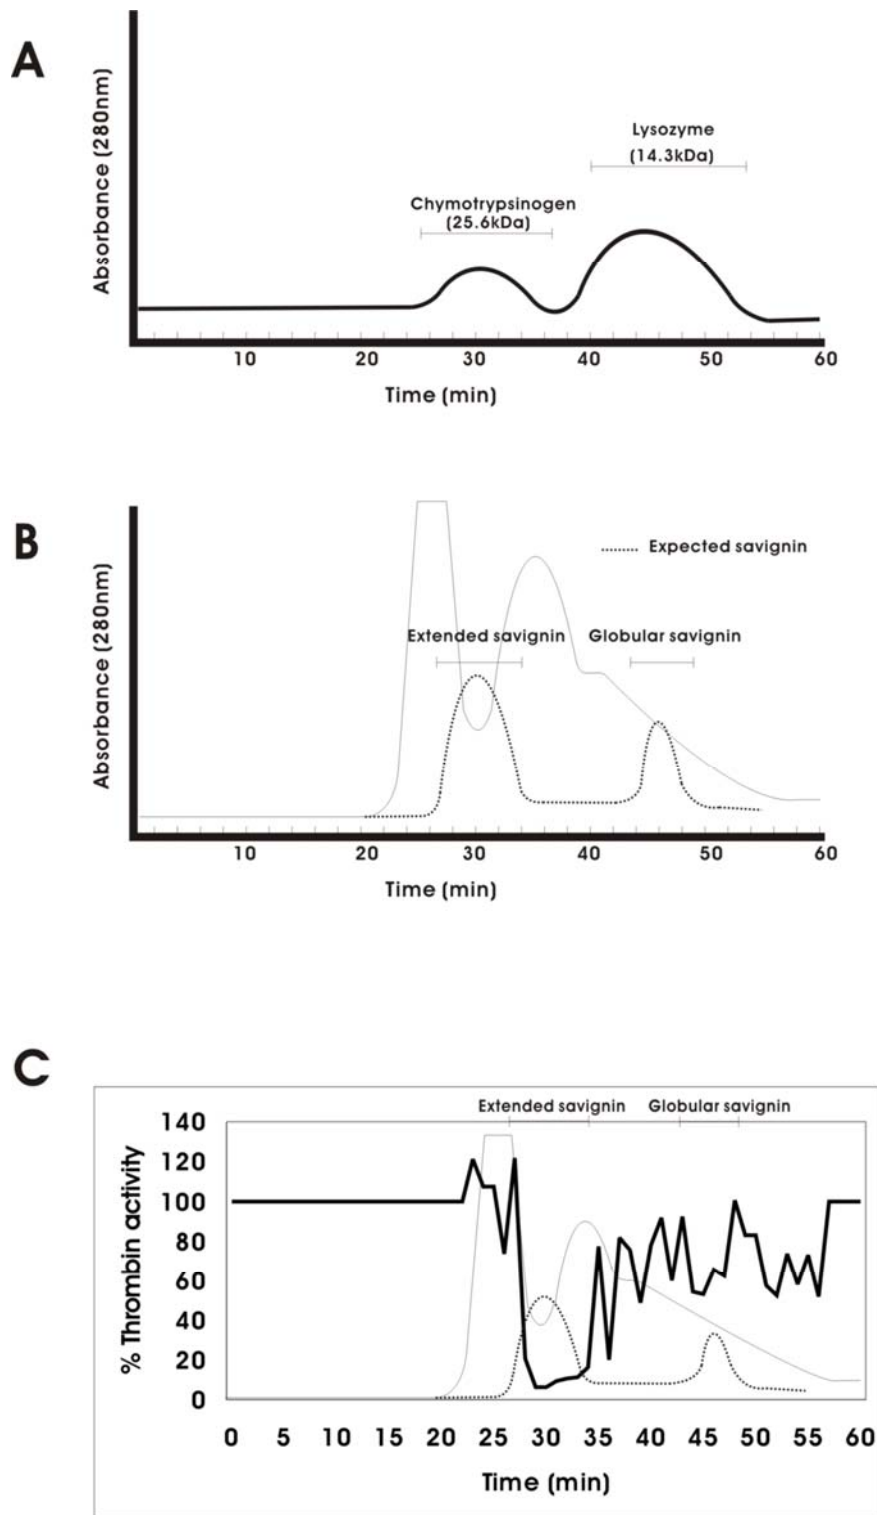 A
Absorbance (280nm)
Lysozyme
(14.3kDa)
Chymotrypsinogen
(25.6kDa)
10 20 30 40 50 60
Time (min)
B
Absorbance (280nm)
Expected savignin
Extended savignin Globular savignin
10 20 30 40 50 60
Time (min)
C
Extended savignin Globular savignin
% Thrombin activity
140
120
100
80
60
40
20
0
0 5 10 15 20 25 30 35 40 45 50 55 60
Time (min)